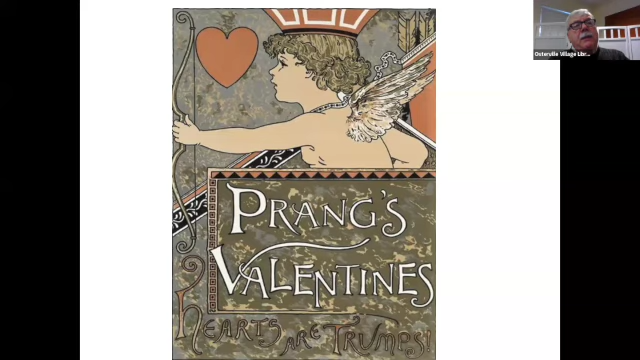 Osterville Village Libr...
PRANG'S
VALENTINES
HEARTS ARE TRUMPS!